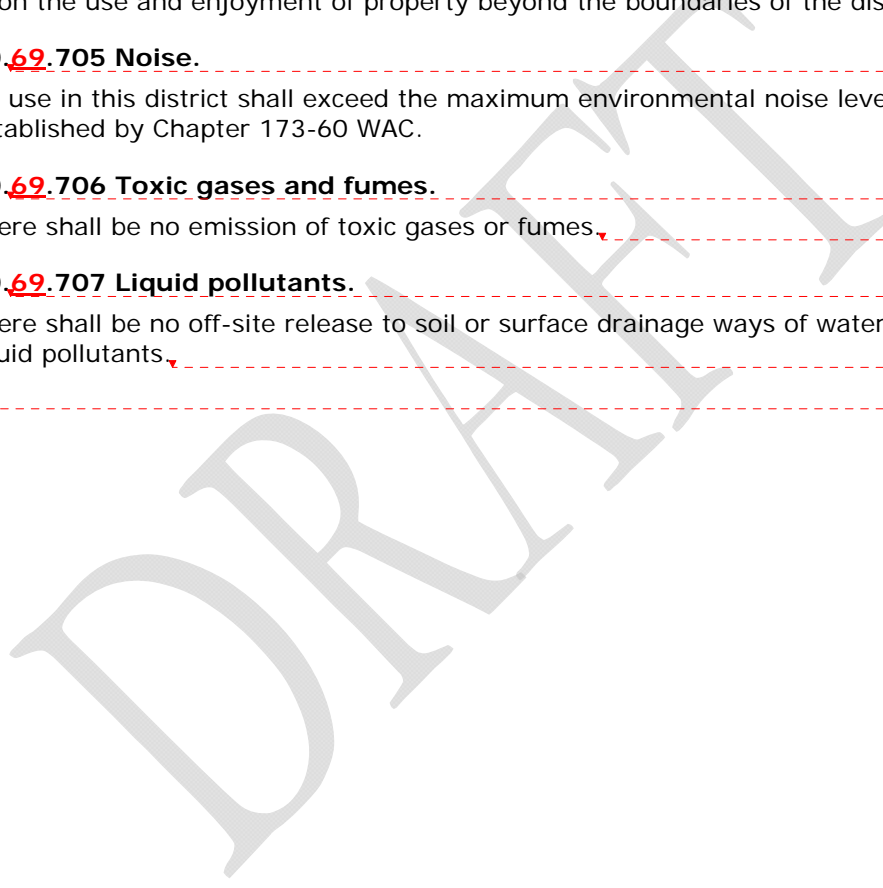 on the use and enjoyment of property beyond the boundaries of the dis
.69.705 Noise.
use in this district shall exceed the maximum environmental noise leve
tablished by Chapter 173-60 WAC.
.69.706 Toxic gases and fumes.
ere shall be no emission of toxic gases or fumes.
.69.707 Liquid pollutants.
ere shall be no off-site release to soil or surface drainage ways of water
uid pollutants.
DRAFT